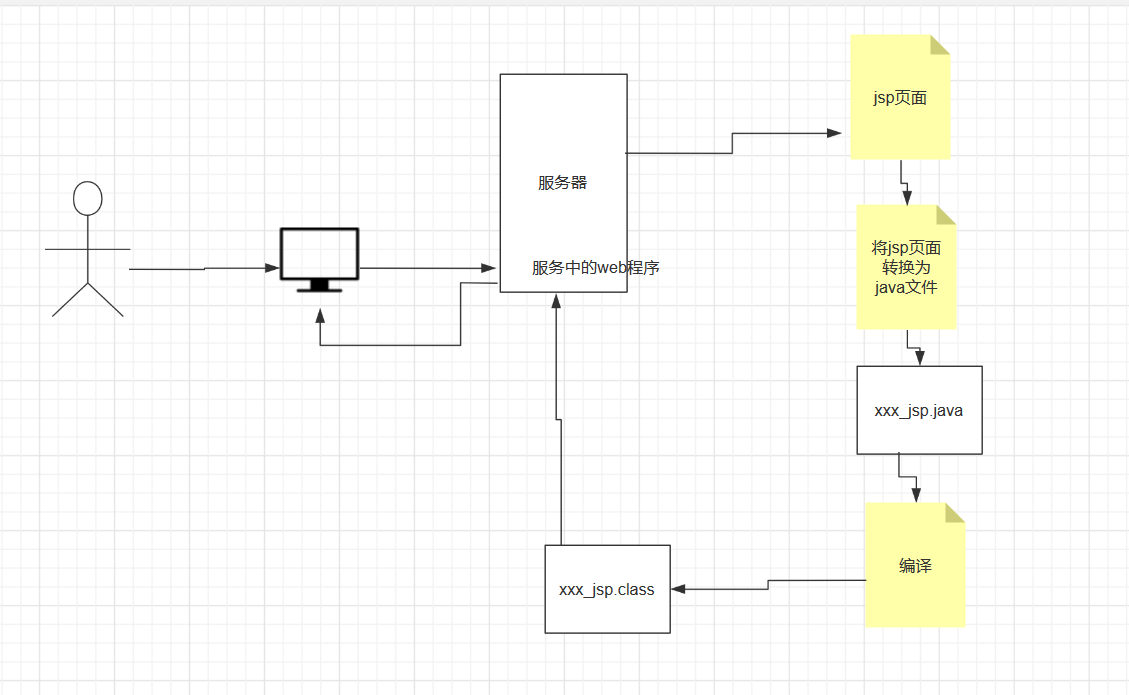 jsp页面
服务器
将jsp页面
转换为
java文件
服务中的web程序
xxx_jsp.java
编译
xxx_jsp.class